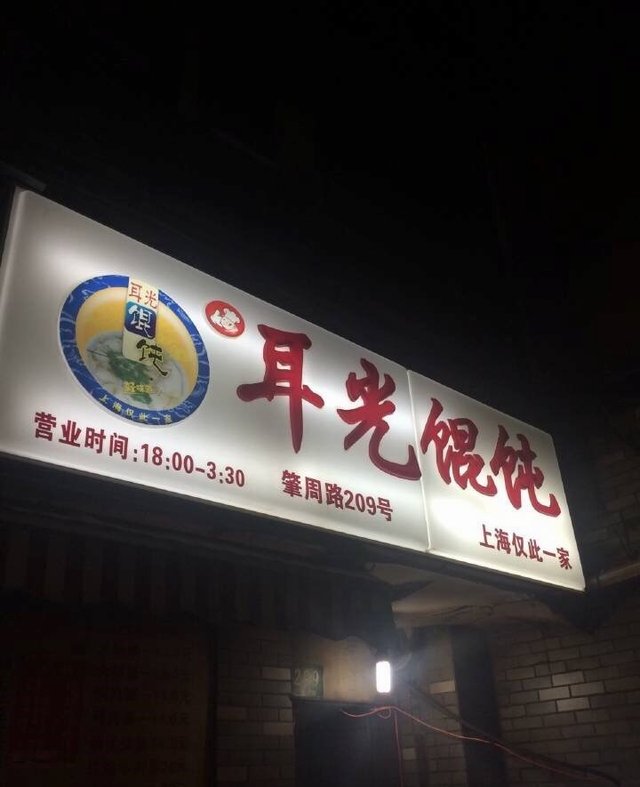 耳光
馄
饨
上海仅此一家
耳光馄饨
营业时间:18:00-3:30
肇周路209号
上海仅此一家
209